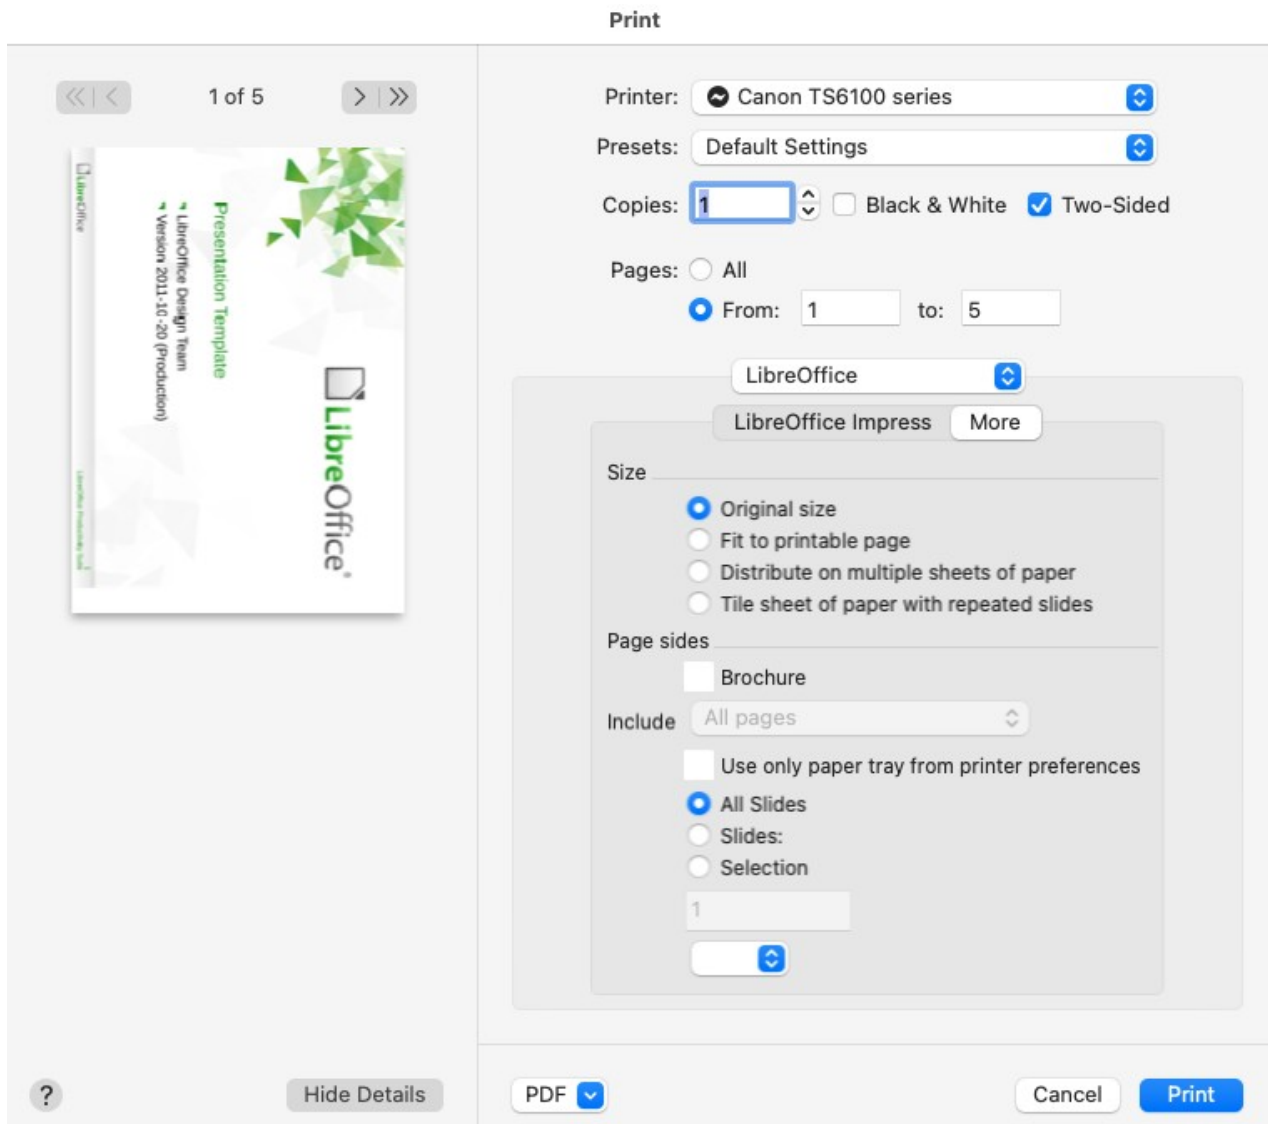 Print
1 of 5
LibreOffice
Presentation Template
LibreOffice Design Team
Version 2011-10-20 (Production)
LibreOffice
LibreOffice Productivity Suite
Printer: Canon TS6100 series
Presets: Default Settings
Copies: 1 Black & White Two-Sided
Pages: All
From: 1 to: 5
LibreOffice
LibreOffice Impress More
Size
Original size
Fit to printable page
Distribute on multiple sheets of paper
Tile sheet of paper with repeated slides
Page sides
Brochure
Include All pages
Use only paper tray from printer preferences
All Slides
Slides:
Selection
1
? Hide Details PDF Cancel Print